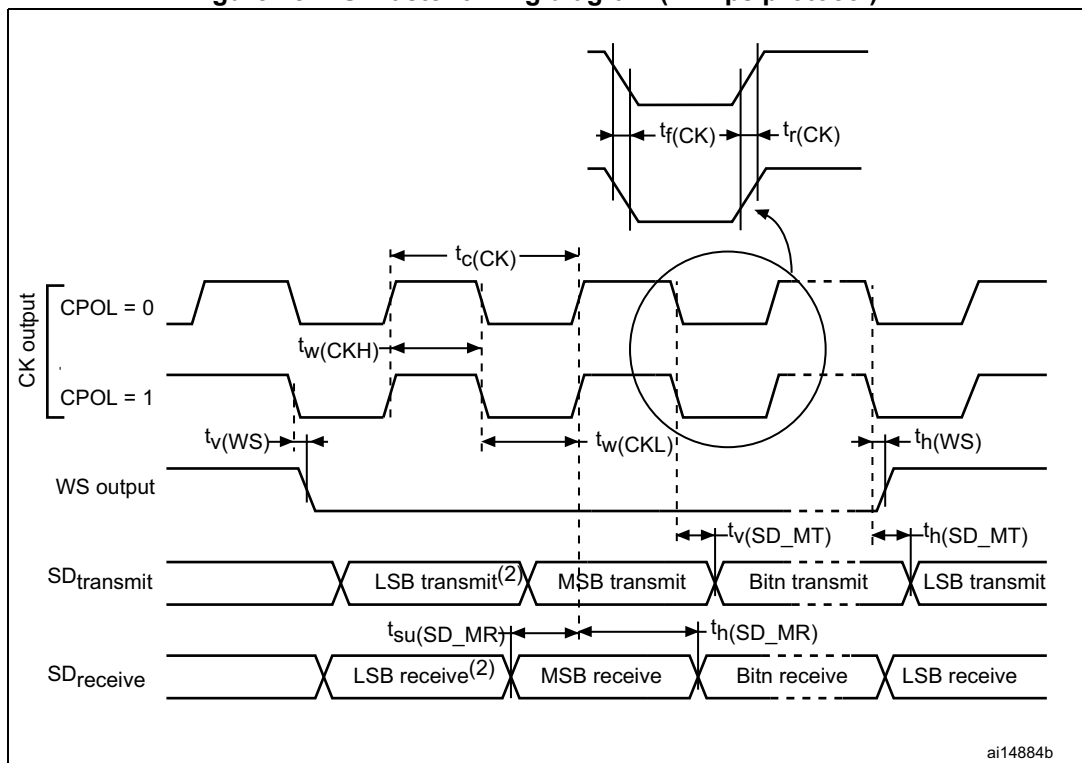 tf(CK)
tr(CK)
tc(CK)
CK output
CPOL = 0
tw(CKH)
CPOL = 1
tv(WS)
tw(CKL)
th(WS)
WS output
tv(SD_MT)
th(SD_MT)
SDtransmit
LSB transmit(2)
MSB transmit
Bitn transmit
LSB transmit
tsu(SD_MR)
th(SD_MR)
SDreceive
LSB receive(2)
MSB receive
Bitn receive
LSB receive
ai14884b